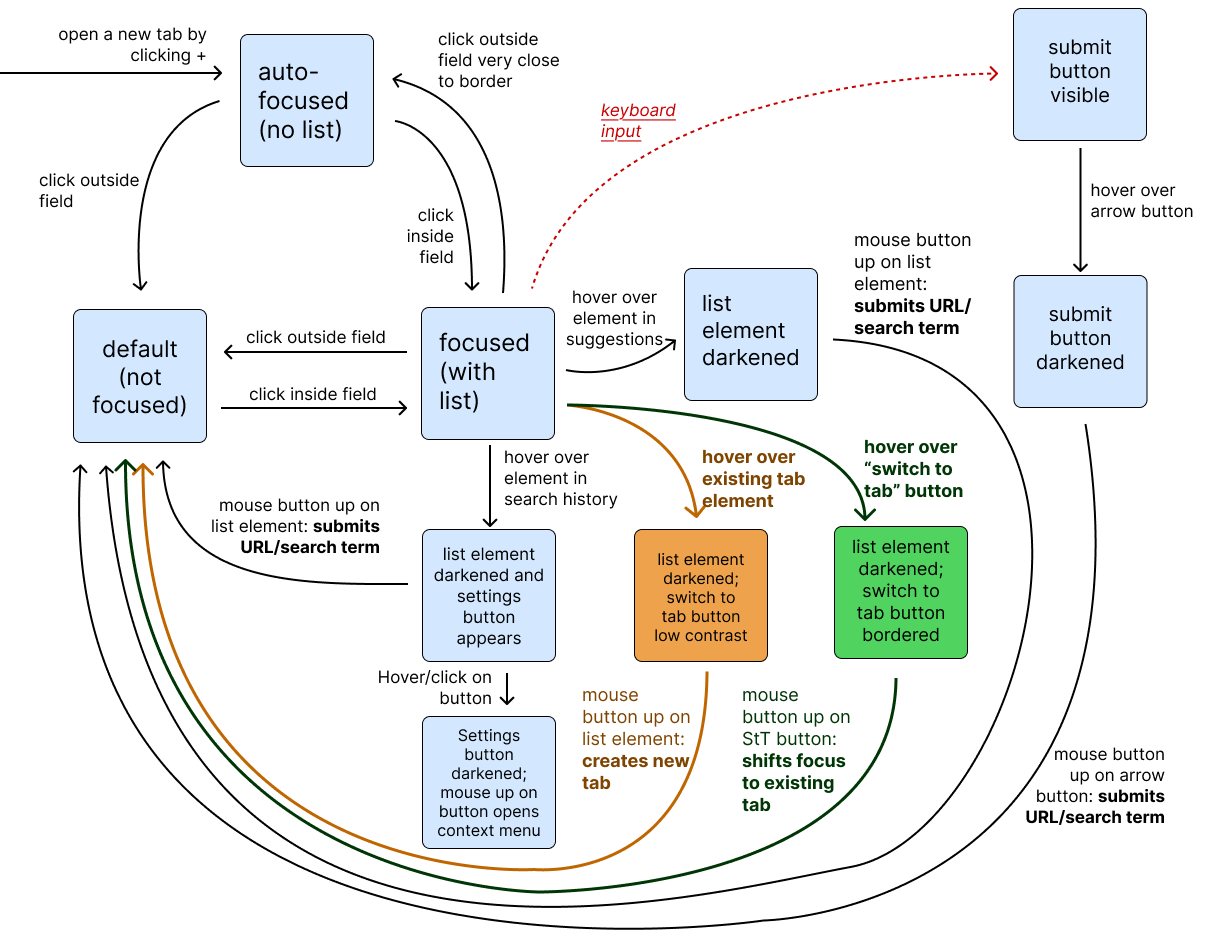 open a new tab by
clicking +
auto-
focused
(no list)
click outside
field very close
to border
keyboard
input
submit
button
visible
click outside
field
click
inside
field
hover over
arrow button
mouse button
up on list
element:
submits URL/
search term
hover over
element in
suggestions
list
element
darkened
submit
button
darkened
default
(not
focused)
click outside field
click inside field
focused
(with
list)
hover over
element in
search history
hover over
existing tab
element
hover over
“switch to
tab” button
mouse button up on
list element: submits
URL/search term
list element
darkened and
settings
button
appears
list element
darkened;
switch to
tab button
low contrast
list element
darkened;
switch to
tab button
bordered
Hover/click on
button
Settings
button
darkened;
mouse up on
button opens
context menu
mouse
button up on
list element:
creates new
tab
mouse
button up on
StT button:
shifts focus
to existing
tab
mouse button
up on arrow
button: submits
URL/search term